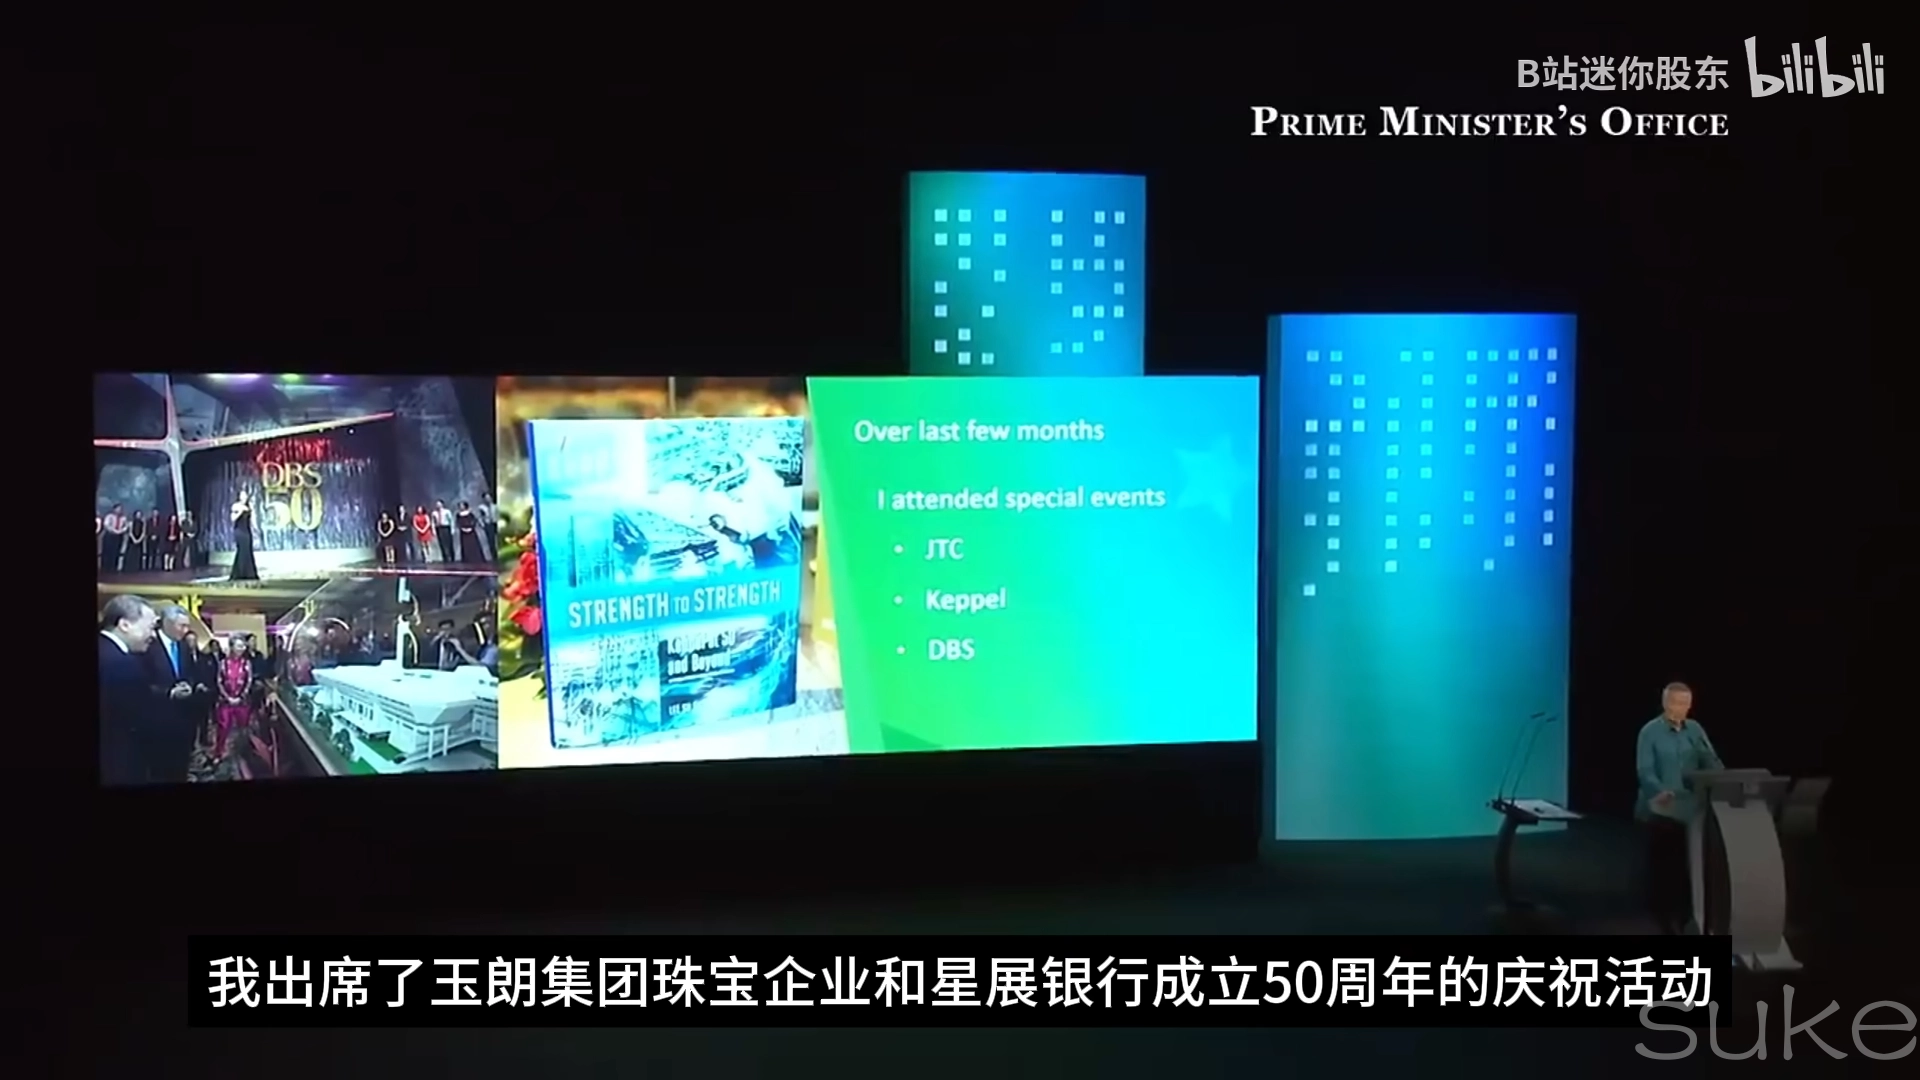 B站迷你股东 bilibili
PRIME MINISTER'S OFFICE
DBS
50
STRENGTH TO STRENGTH
Keppel at 50
and Beyond
Over last few months
I attended special events
• JTC
• Keppel
• DBS
我出席了玉朗集团珠宝企业和星展银行成立50周年的庆祝活动
suke